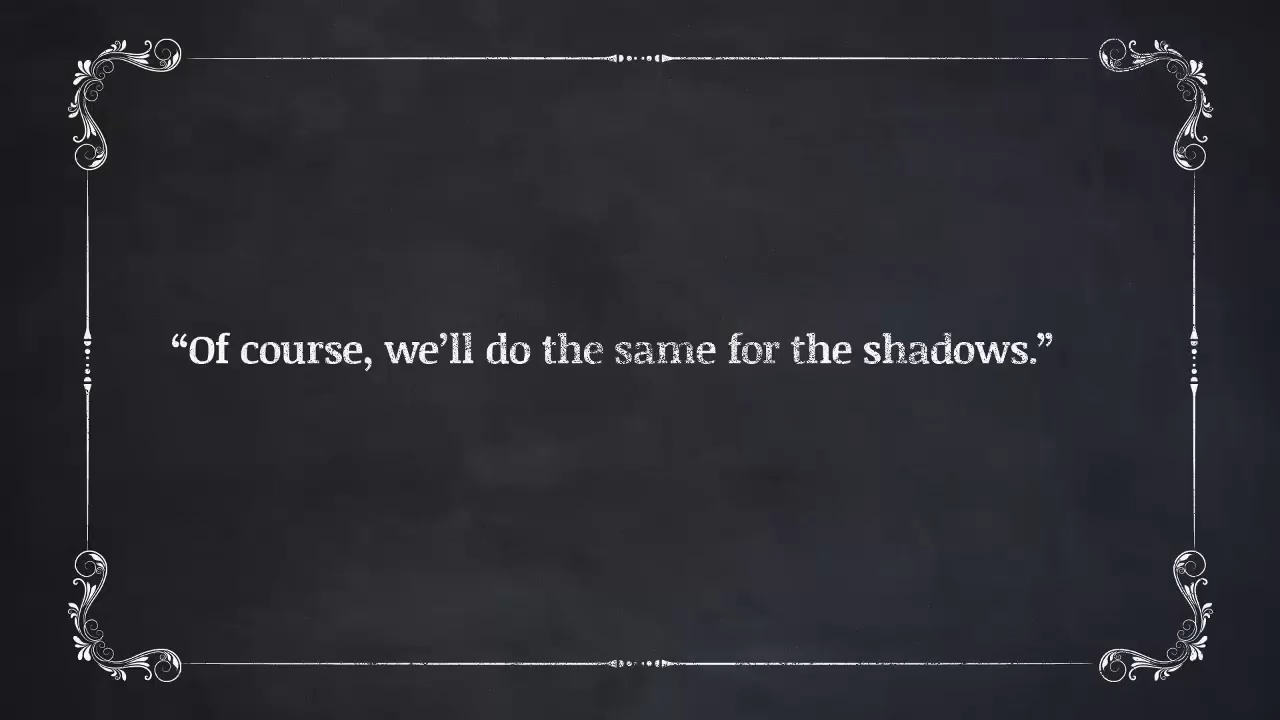 “Of course, we’ll do the same for the shadows.”